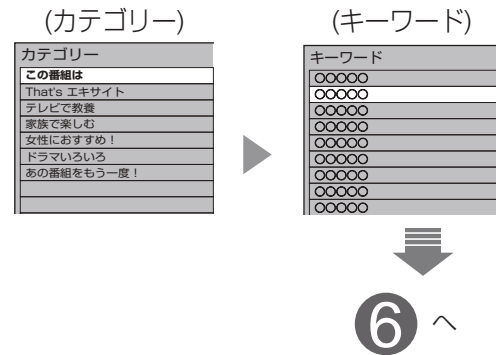 (カテゴリー)
カテゴリー
この番組は
That's エキサイト
テレビで教養
家族で楽しむ
女性におすすめ！
ドラマいろいろ
あの番組をもう一度！
(キーワード)
キーワード
○○○○○
○○○○○
○○○○○
○○○○○
○○○○○
○○○○○
○○○○○
○○○○○
○○○○○
6 へ